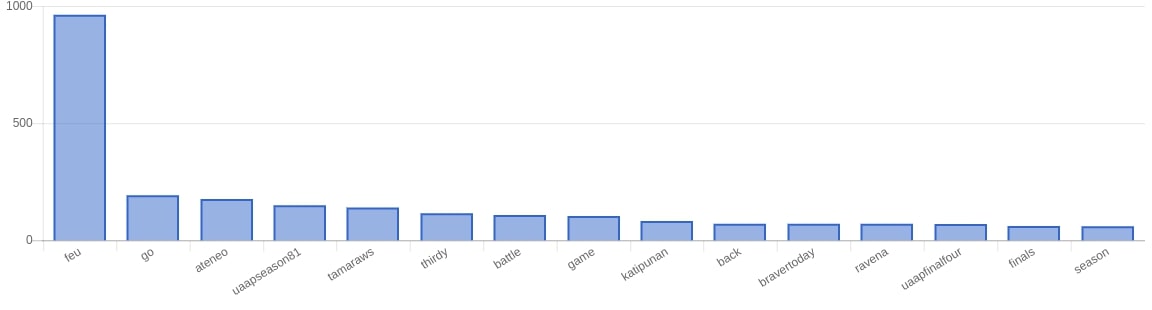 1000
500
0
feu
go
ateneo
uaapseason81
tamaraws
thirdy
battle
game
katipunan
back
bravertoday
ravena
uaapfinalfour
finals
season